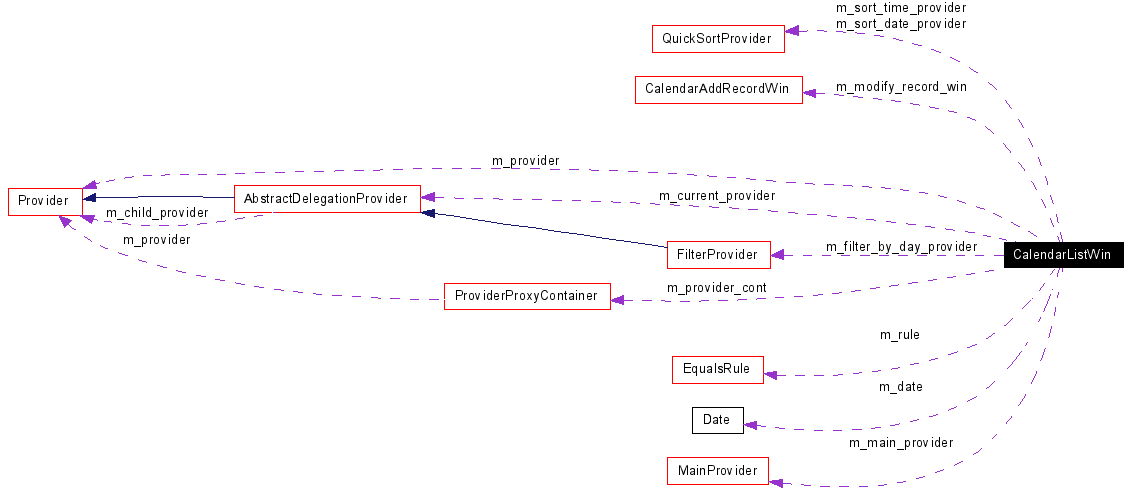 m_sort_time_provider
m_sort_date_provider
QuickSortProvider
CalendarAddRecordWin
m_modify_record_win
m_provider
Provider
AbstractDelegationProvider
m_current_provider
m_child_provider
m_provider
FilterProvider
m_filter_by_day_provider
CalendarListWin
ProviderProxyContainer
m_provider_cont
m_rule
EqualsRule
m_date
Date
m_main_provider
MainProvider